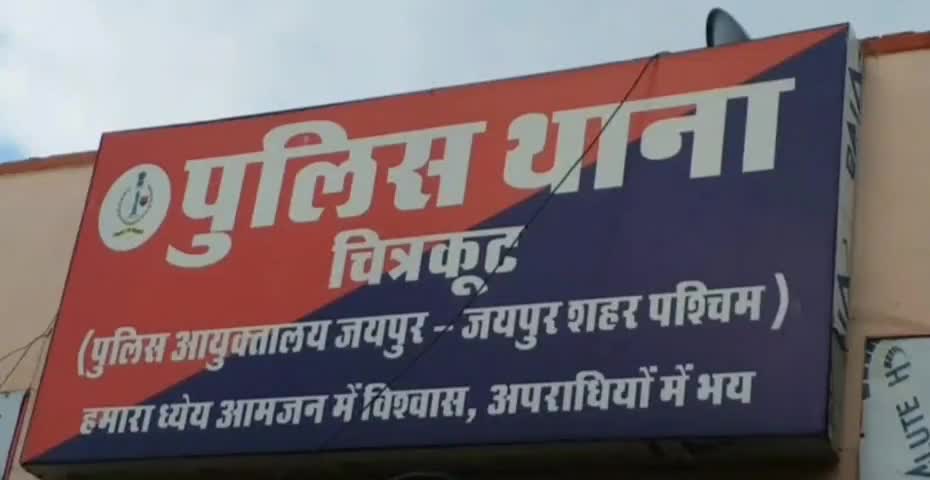 पुलिस थाना
चित्रकूट
(पुलिस आयुक्तालय जयपुर – जयपुर शहर पश्चिम)
हमारा ध्येय आमजन में विश्वास, अपराधियों में भय